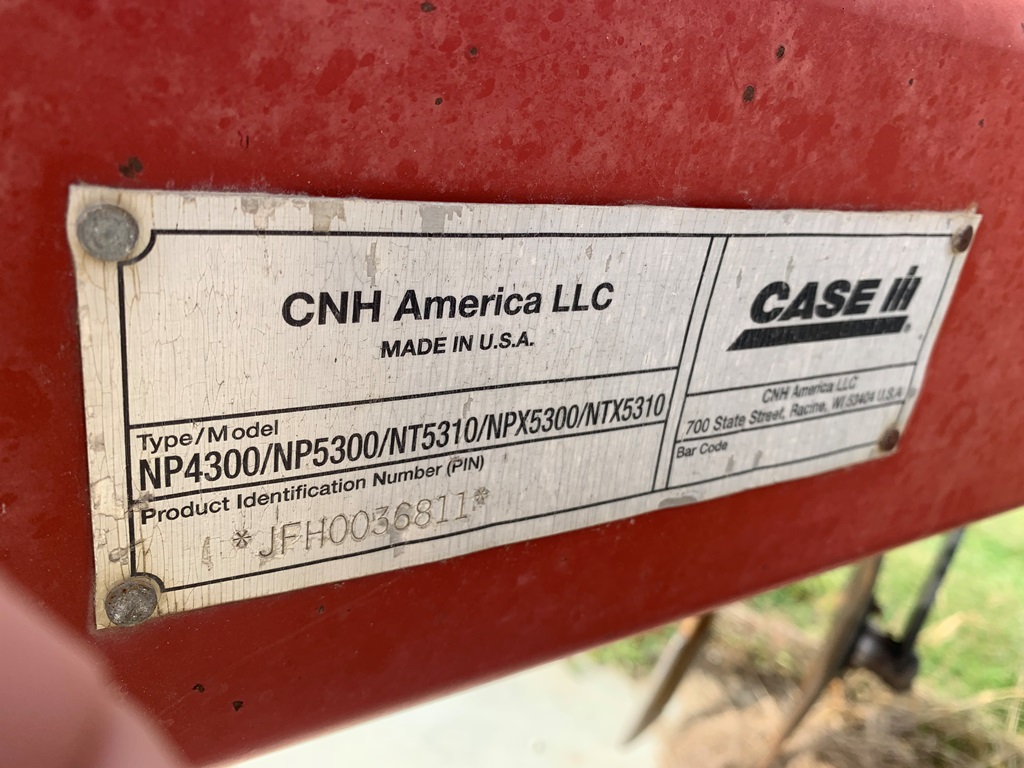 CNH America LLC
MADE IN U.S.A.
Type/Model
NP4300/NP5300/NT5310/NPX5300/NTX5310
Product Identification Number (PIN)
*JFH0036811*
CASE IH
CNH America LLC
700 State Street, Racine, WI 53404 U.S.A
Bar Code